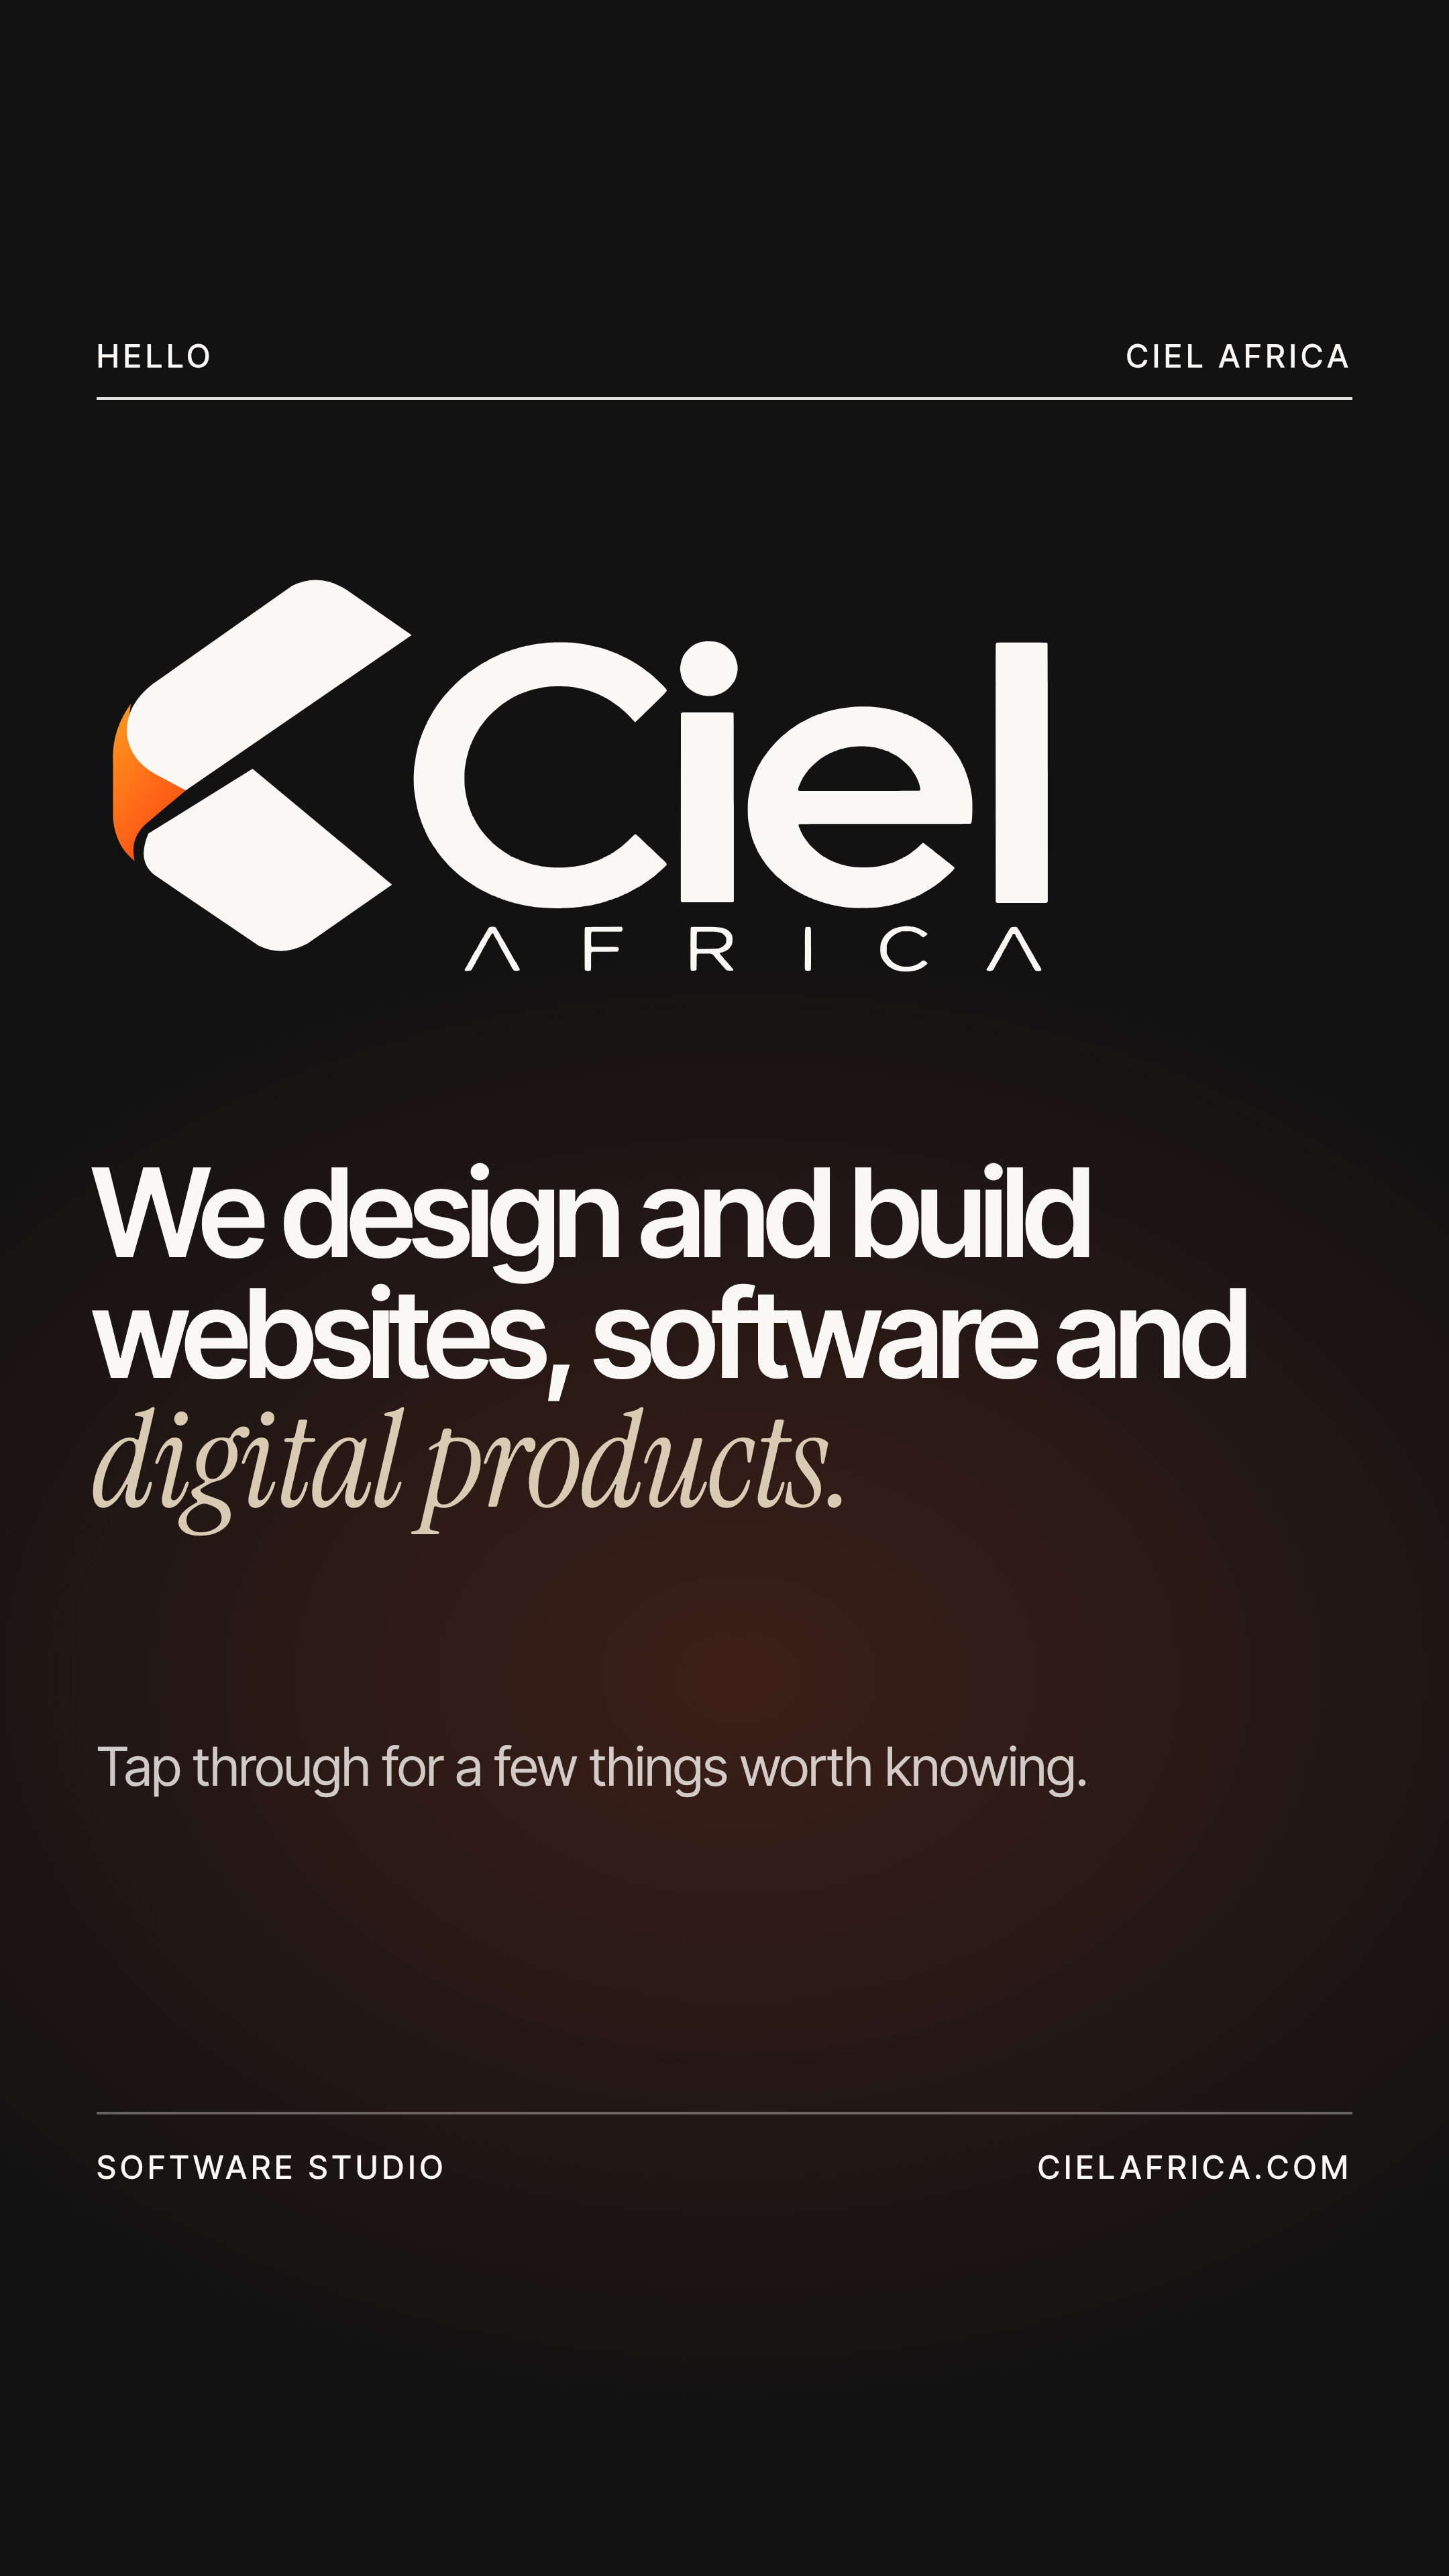 HELLO
CIEL AFRICA
Ciel
AFRICA
We design and build
websites, software and
digital products.
Tap through for a few things worth knowing.
SOFTWARE STUDIO
CIELAFRICA.COM